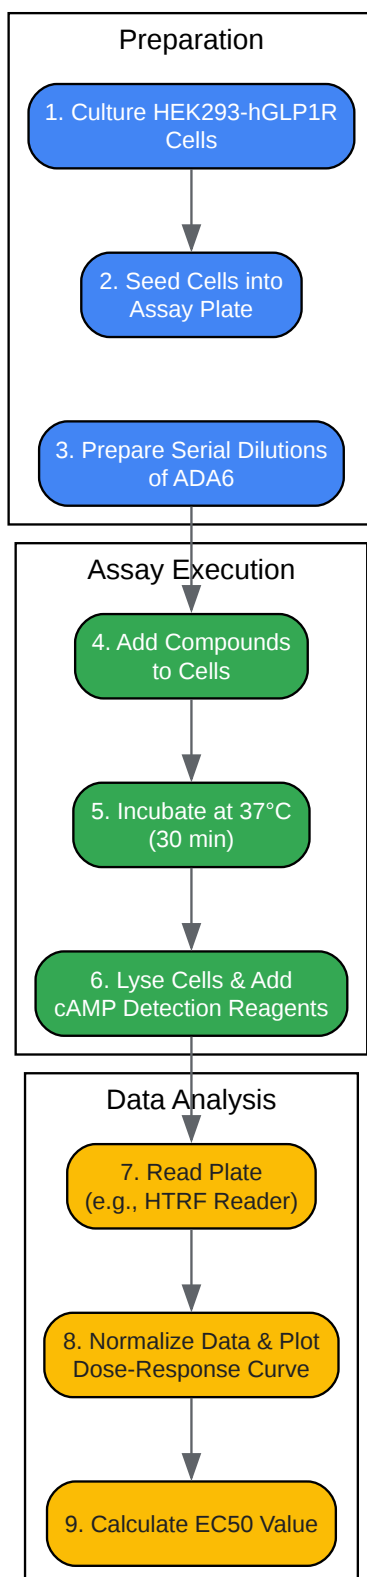 Preparation
1. Culture HEK293-hGLP1R
Cells
2. Seed Cells into
Assay Plate
3. Prepare Serial Dilutions
of ADA6
Assay Execution
4. Add Compounds
to Cells
5. Incubate at 37°C
(30 min)
6. Lyse Cells & Add
cAMP Detection Reagents
Data Analysis
7. Read Plate
(e.g., HTRF Reader)
8. Normalize Data & Plot
Dose-Response Curve
9. Calculate EC50 Value